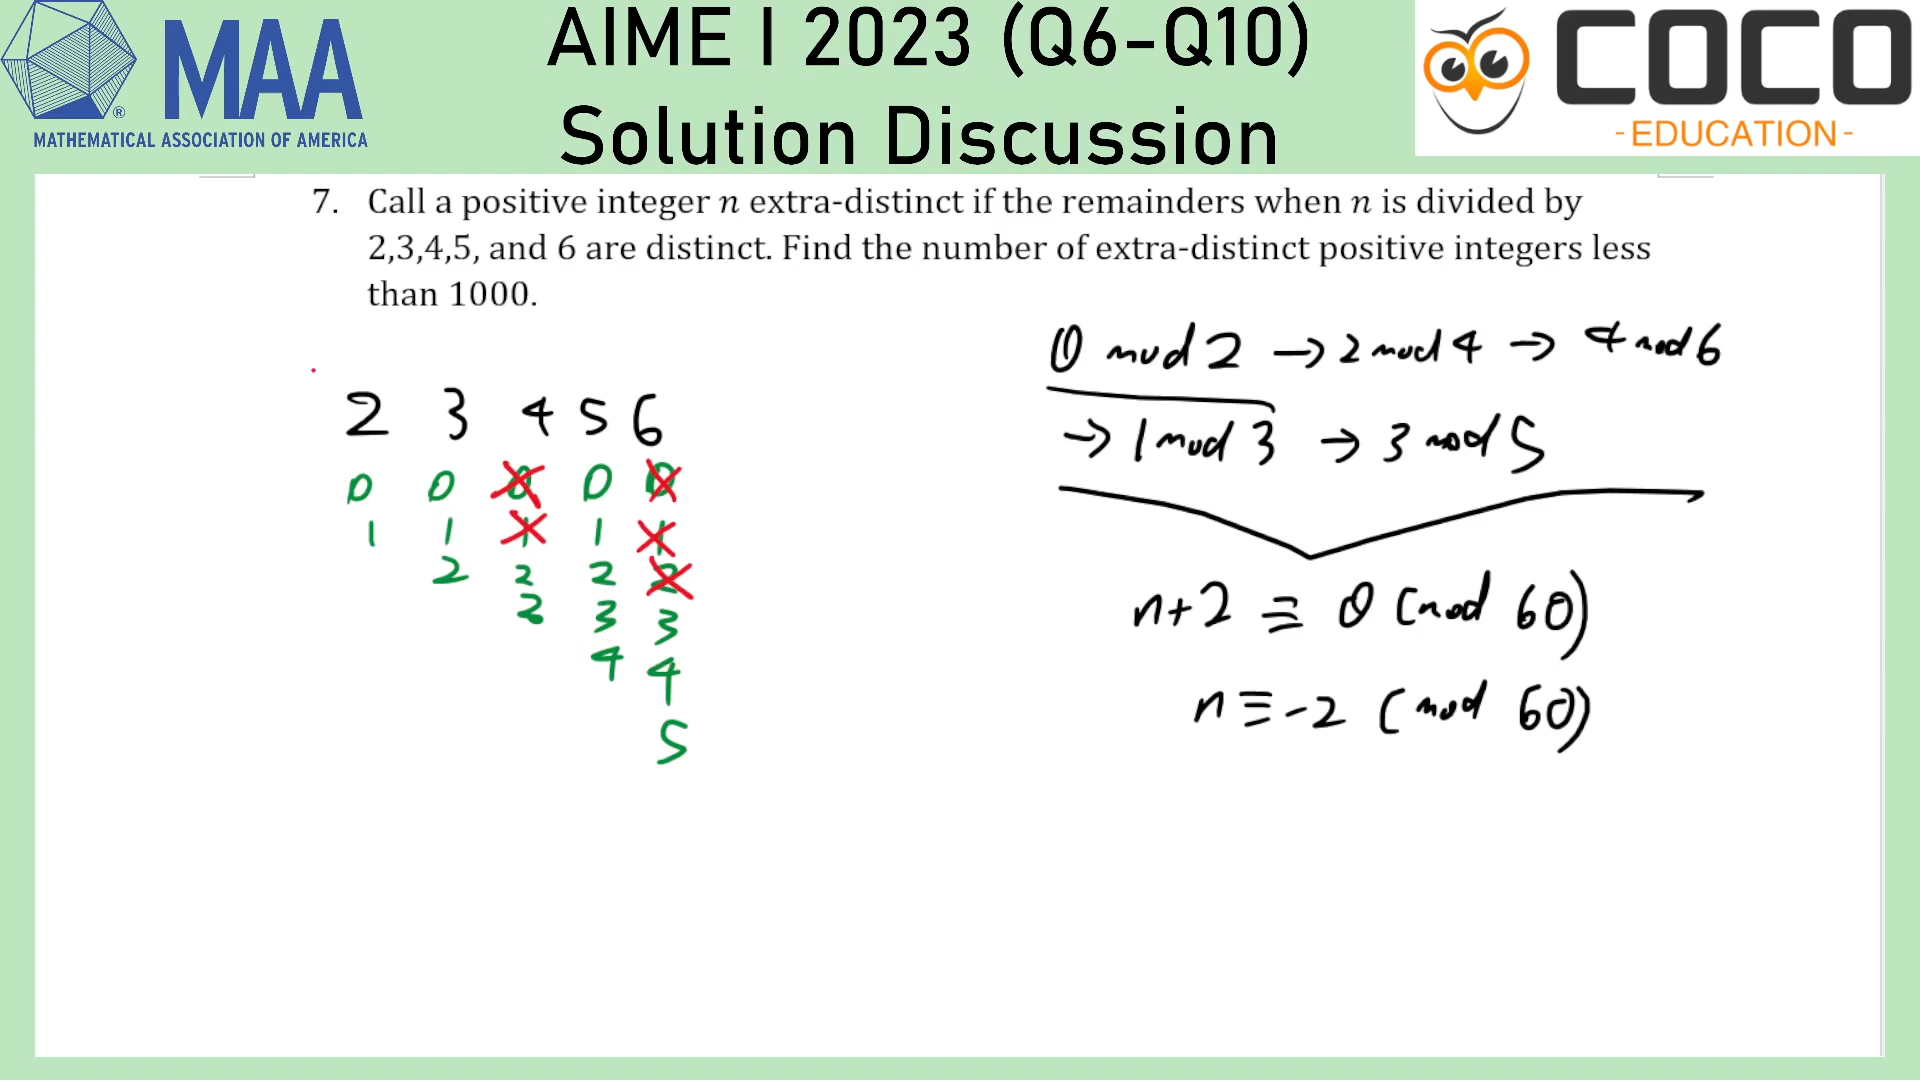 MAA
MATHEMATICAL ASSOCIATION OF AMERICA
®
AIME I 2023 (Q6-Q10)
Solution Discussion
COCO
-EDUCATION-
7. Call a positive integer n extra-distinct if the remainders when n is divided by
2,3,4,5, and 6 are distinct. Find the number of extra-distinct positive integers less
than 1000.
0 mod 2 → 2 mod 4 → 4 mod 6
→ 1 mod 3 → 3 mod 5
n+2 ≡ 0 (mod 60)
n ≡ -2 (mod 60)
2 3 4 5 6
0 0 0 0 0
1 1 1 1 1
2 2 2 2
3 3 3
4 4
5